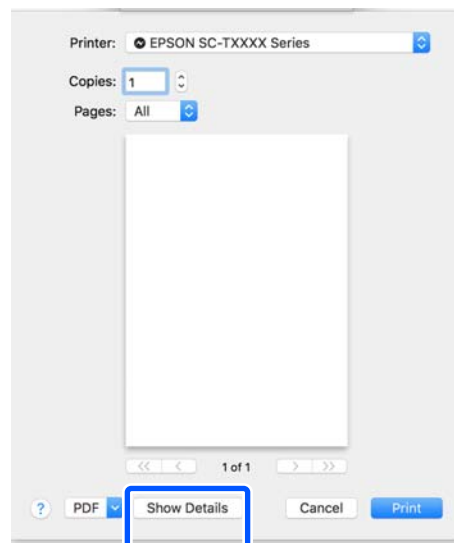 Printer: EPSON SC-TXXXX Series
Copies: 1
Pages: All
<< < 1 of 1 > >>
? PDF Show Details Cancel Print